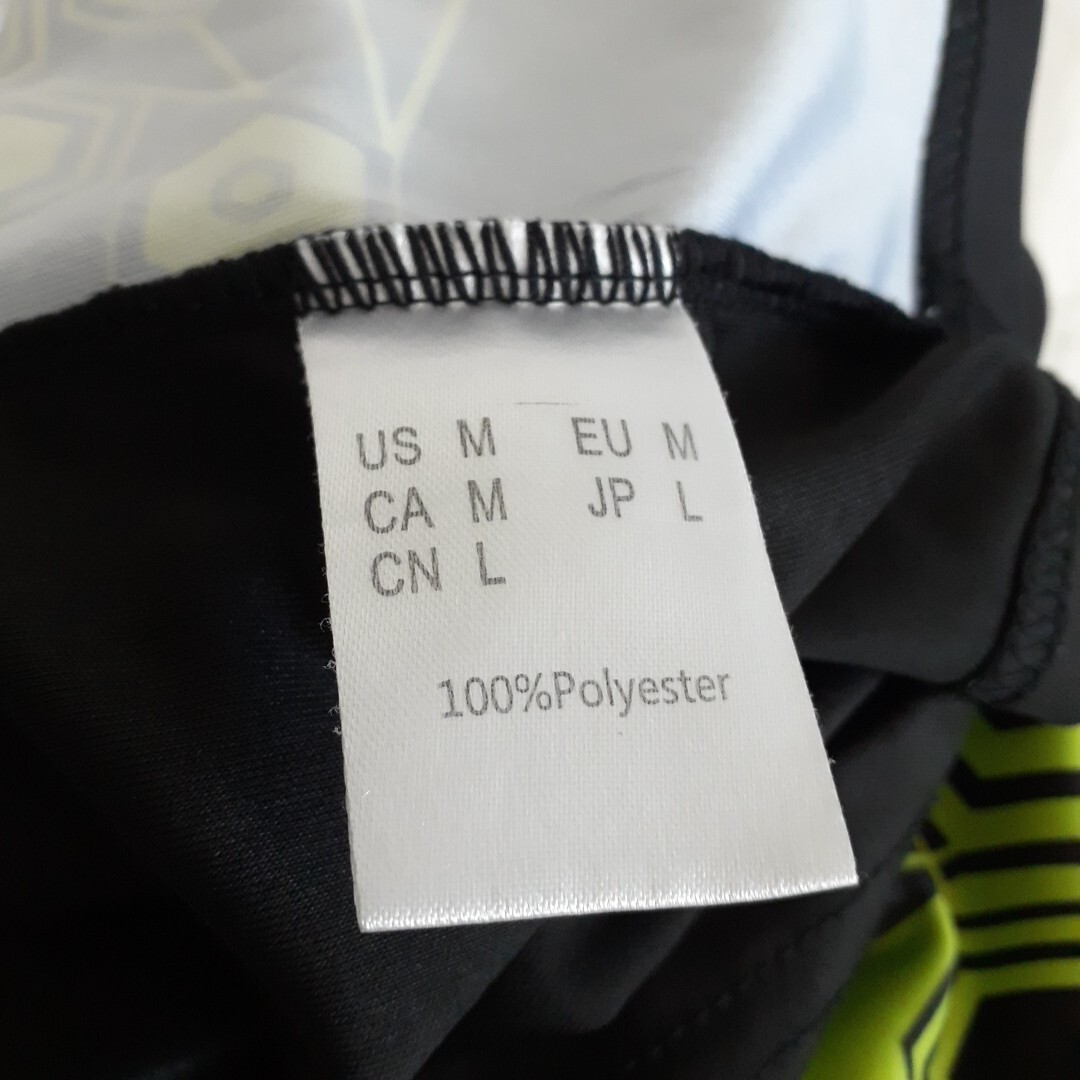 US M EU M
CA M JP L
CN L
100%Polyester